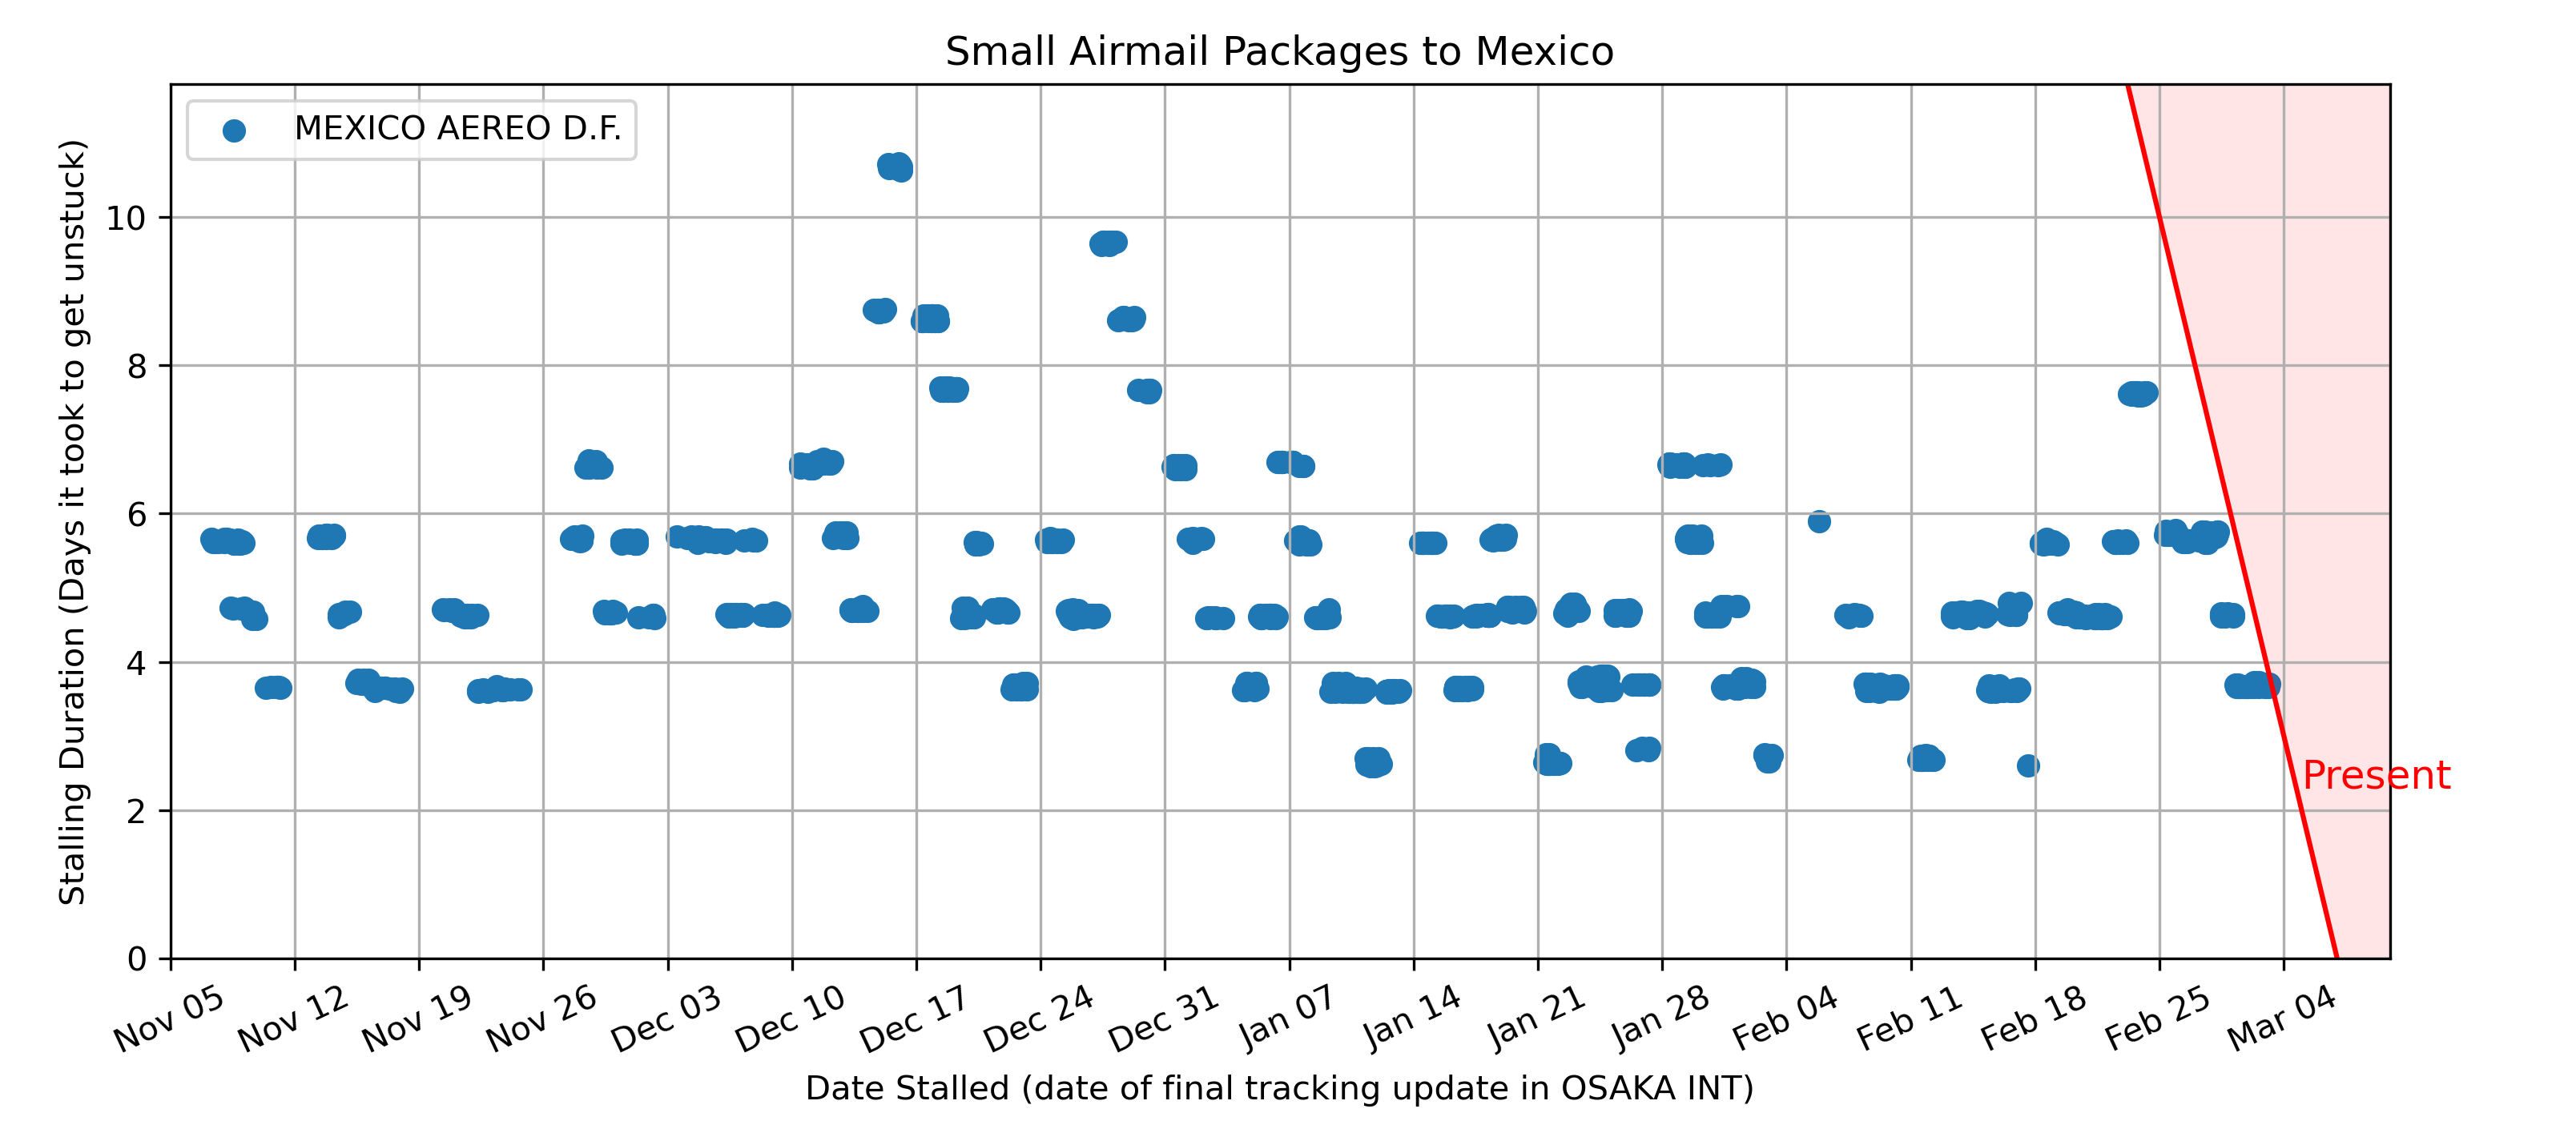 Small Airmail Packages to Mexico
MEXICO AEREO D.F.
Stalling Duration (Days it took to get unstuck)
10
8
6
4
2
0
Present
Nov 05
Nov 12
Nov 19
Nov 26
Dec 03
Dec 10
Dec 17
Dec 24
Dec 31
Jan 07
Jan 14
Jan 21
Jan 28
Feb 04
Feb 11
Feb 18
Feb 25
Mar 04
Date Stalled (date of final tracking update in OSAKA INT)